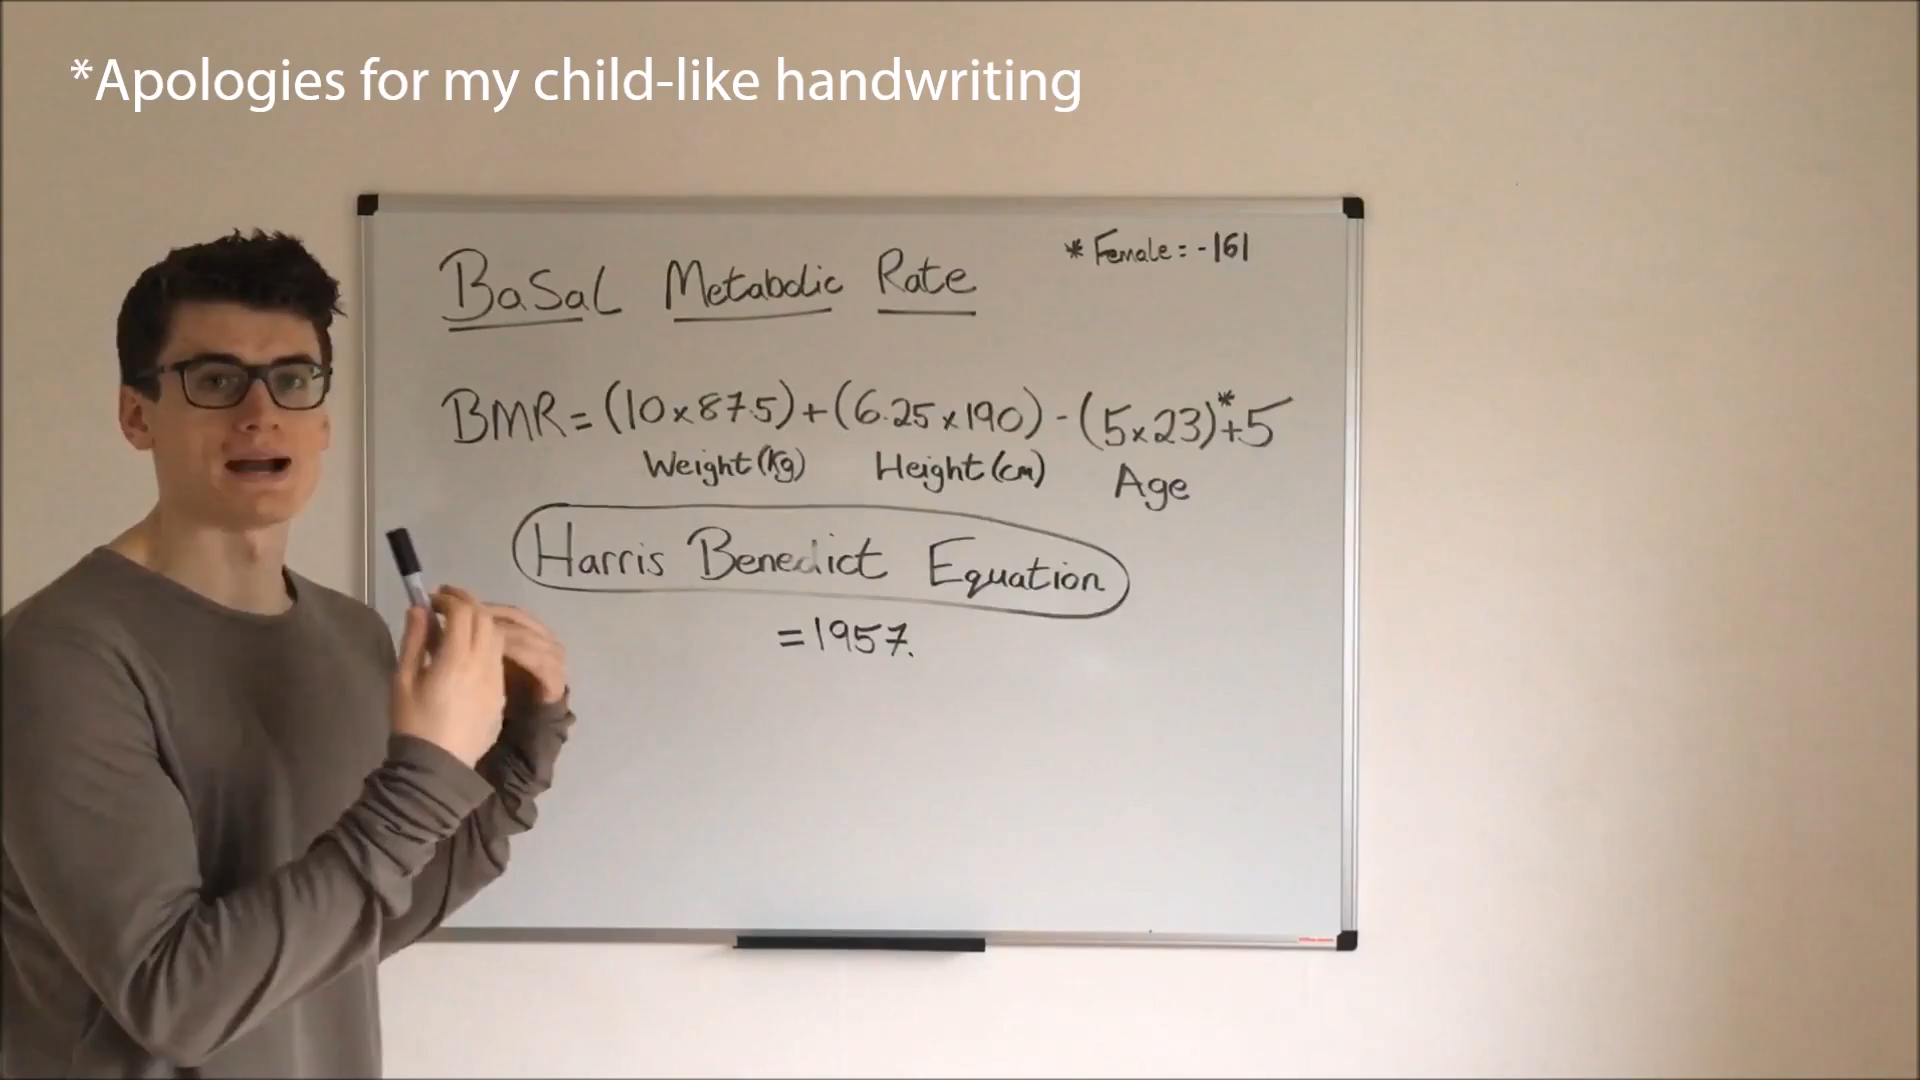 *Apologies for my child-like handwriting
* Female = -161
Basal Metabolic Rate
BMR = (10 x 87.5) + (6.25 x 190) - (5 x 23)* + 5
Weight (Kg) Height (cm) Age
Harris Benedict Equation
= 1957.